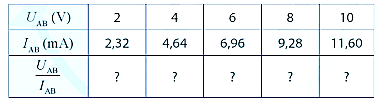 U_AB (V) 2 4 6 8 10
I_AB (mA) 2,32 4,64 6,96 9,28 11,60
U_AB / I_AB ? ? ? ? ?